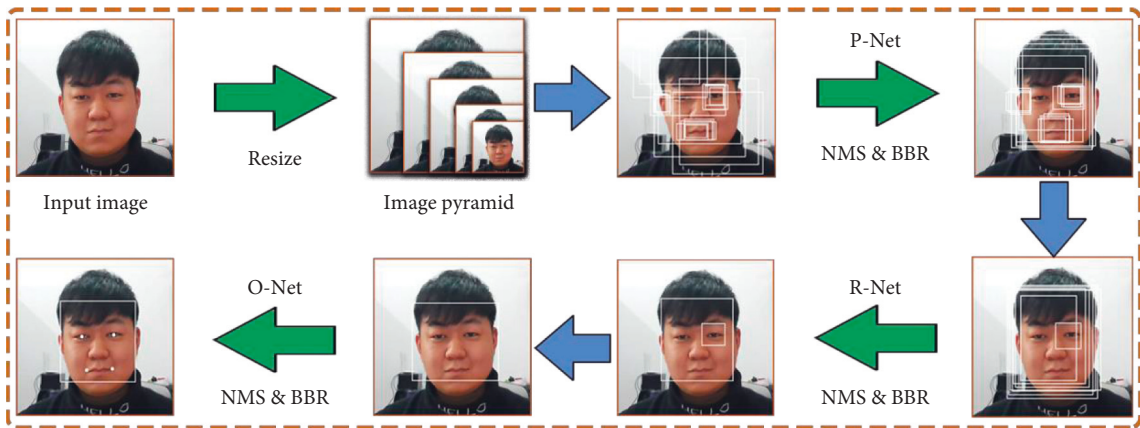 P-Net
Resize
NMS & BBR
Input image
Image pyramid
O-Net
R-Net
NMS & BBR
NMS & BBR